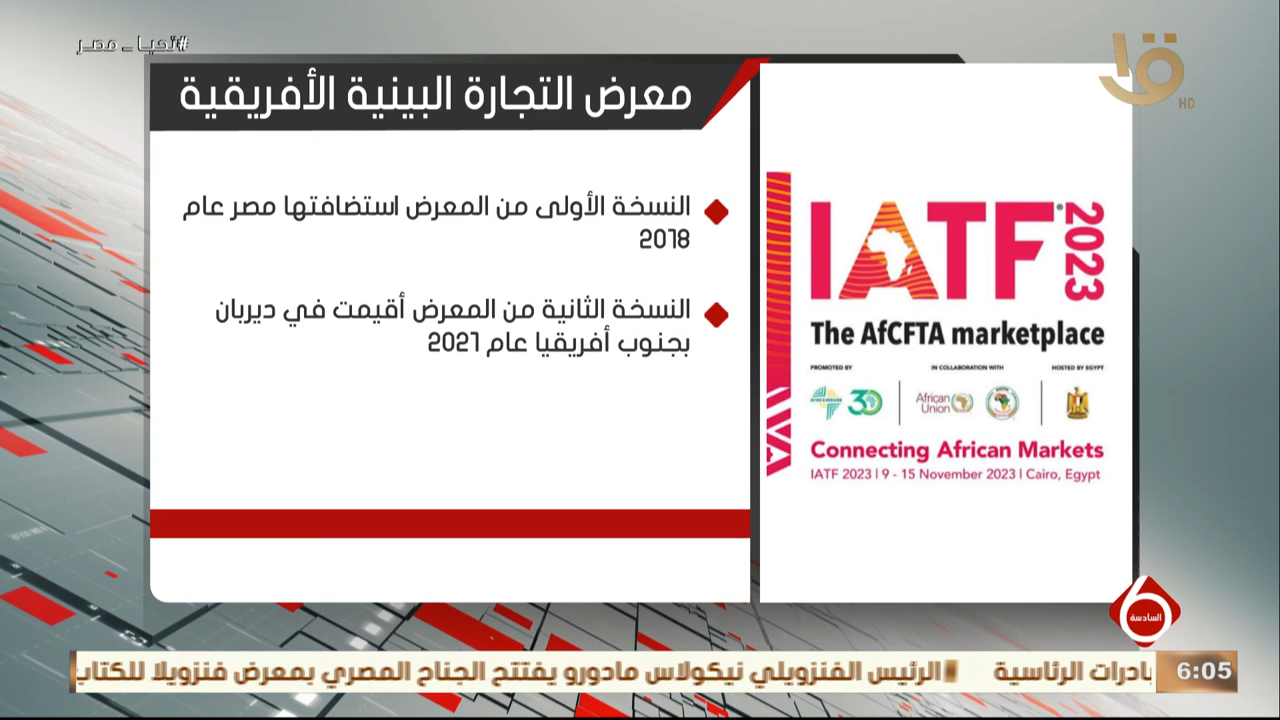 #تحيا_مصر
HD
معرض التجارة البينية الأفريقية
النسخة الأولى من المعرض استضافتها مصر عام
2018
النسخة الثانية من المعرض أقيمت في ديربان
بجنوب أفريقيا عام 2021
IATF® 2023
The AfCFTA marketplace
PROMOTED BY
IN COLLABORATION WITH
HOSTED BY EGYPT
30
African
Union
Connecting African Markets
IATF 2023 | 9 - 15 November 2023 | Cairo, Egypt
السادسة
6:05
بادرات الرئاسية الرئيس الفنزويلي نيكولاس مادورو يفتتح الجناح المصري بمعرض فنزويلا للكتاب